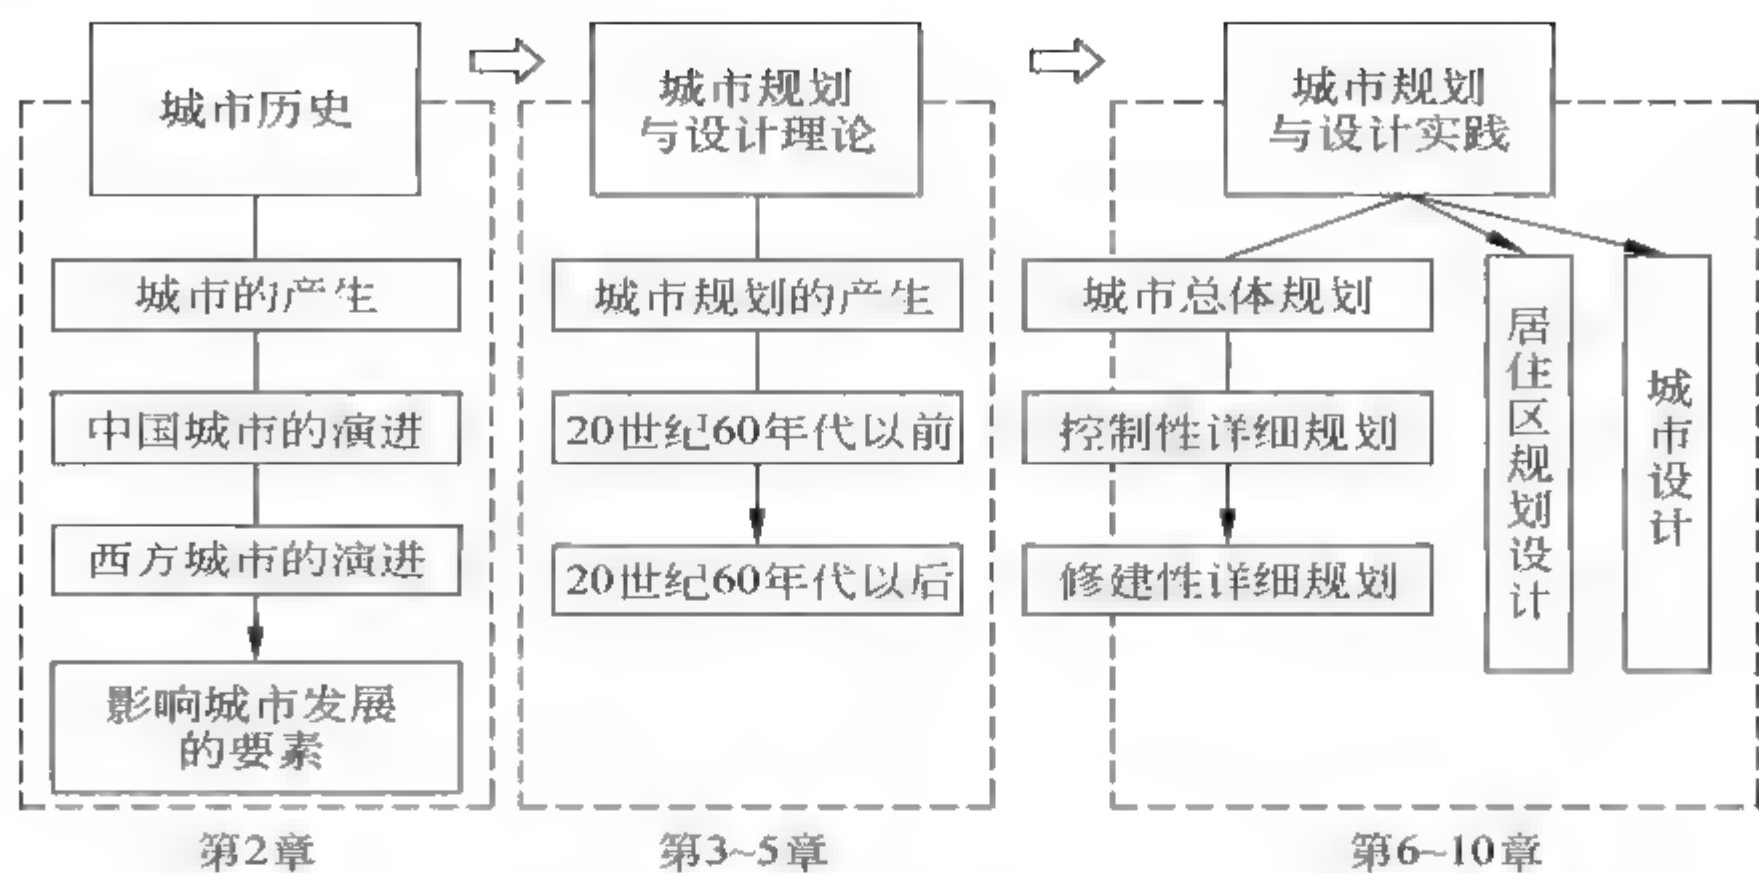 城市历史
城市的产生
中国城市的演进
西方城市的演进
影响城市发展
的要素
第2章
城市规划
与设计理论
城市规划的产生
20世纪60年代以前
20世纪60年代以后
第3~5章
城市规划
与设计实践
城市总体规划
控制性详细规划
修建性详细规划
居住区规划设计
城市设计
第6~10章